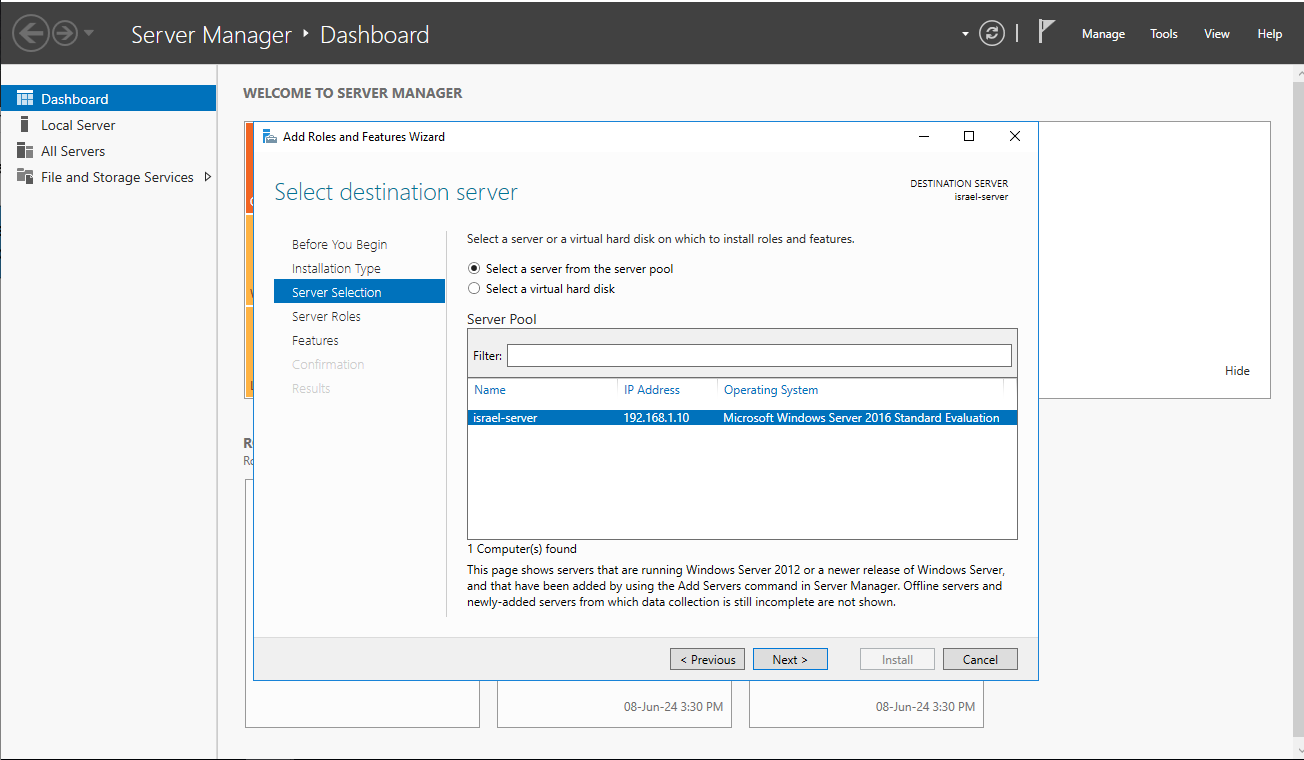 Server Manager ‣ Dashboard
Manage Tools View Help
Dashboard
Local Server
All Servers
File and Storage Services
WELCOME TO SERVER MANAGER
Add Roles and Features Wizard
Select destination server
DESTINATION SERVER
israel-server
Before You Begin
Installation Type
Server Selection
Server Roles
Features
Confirmation
Results
Select a server or a virtual hard disk on which to install roles and features.
Select a server from the server pool
Select a virtual hard disk
Server Pool
Filter:
Name IP Address Operating System
israel-server 192.168.1.10 Microsoft Windows Server 2016 Standard Evaluation
1 Computer(s) found
This page shows servers that are running Windows Server 2012 or a newer release of Windows Server,
and that have been added by using the Add Servers command in Server Manager. Offline servers and
newly-added servers from which data collection is still incomplete are not shown.
< Previous Next > Install Cancel
Hide
08-Jun-24 3:30 PM 08-Jun-24 3:30 PM